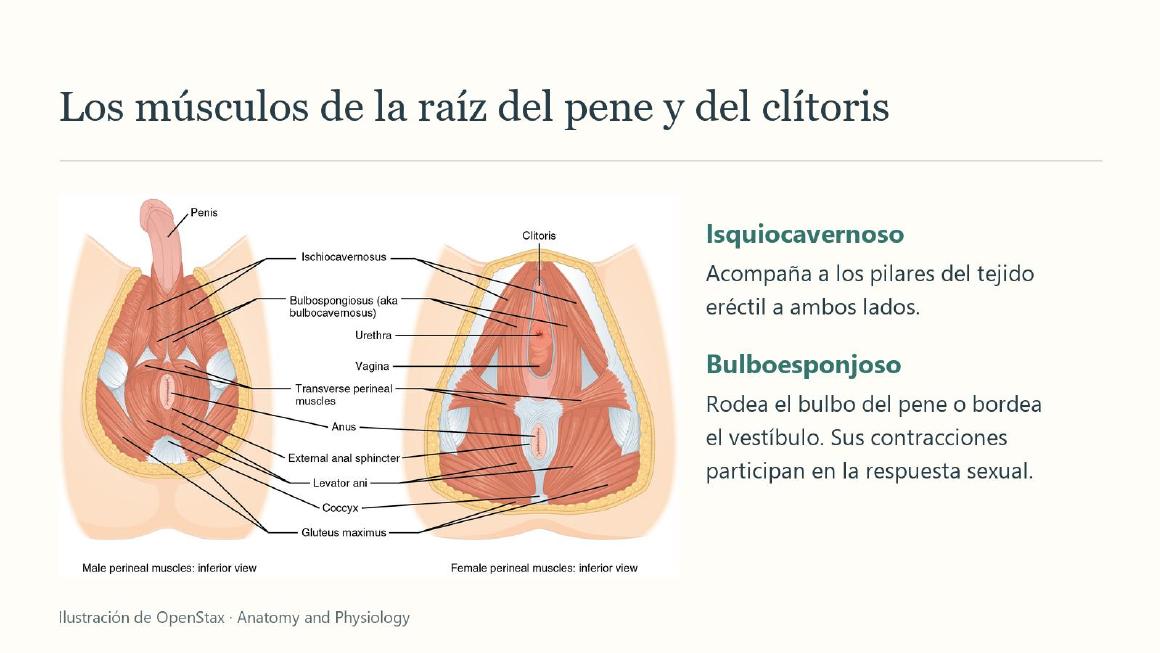 Los músculos de la raíz del pene y del clítoris
Penis
Clitoris
Ischiocavernosus
Bulbospongiosus (aka
bulbocavernosus)
Urethra
Vagina
Transverse perineal
muscles
Anus
External anal sphincter
Levator ani
Coccyx
Gluteus maximus
Male perineal muscles: inferior view
Female perineal muscles: inferior view
Isquiocavernoso
Acompaña a los pilares del tejido
eréctil a ambos lados.
Bulboesponjoso
Rodea el bulbo del pene o bordea
el vestíbulo. Sus contracciones
participan en la respuesta sexual.
Ilustración de OpenStax · Anatomy and Physiology